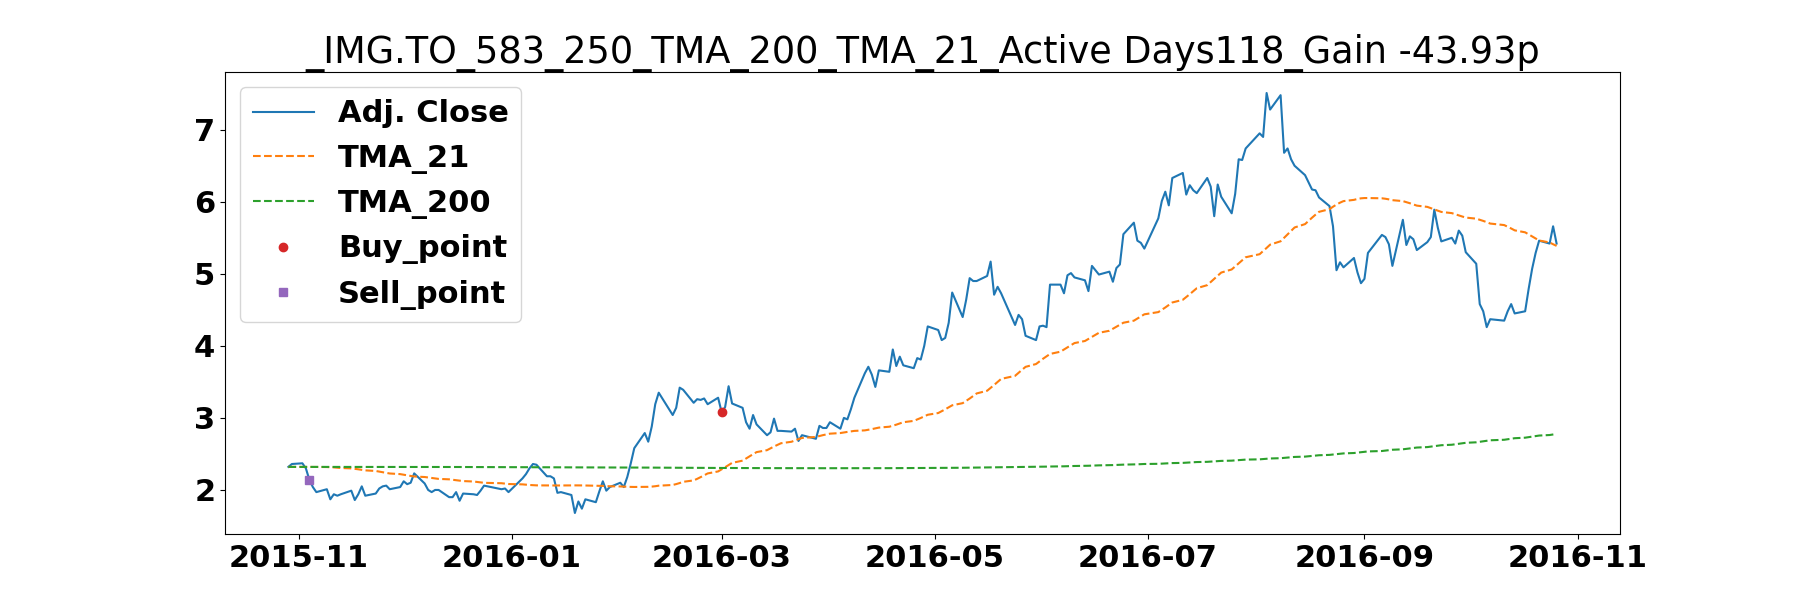 _IMG.TO_583_250_TMA_200_TMA_21_Active Days118_Gain -43.93p
Adj. Close
TMA_21
TMA_200
Buy_point
Sell_point
7
6
5
4
3
2
2015-11 2016-01 2016-03 2016-05 2016-07 2016-09 2016-11